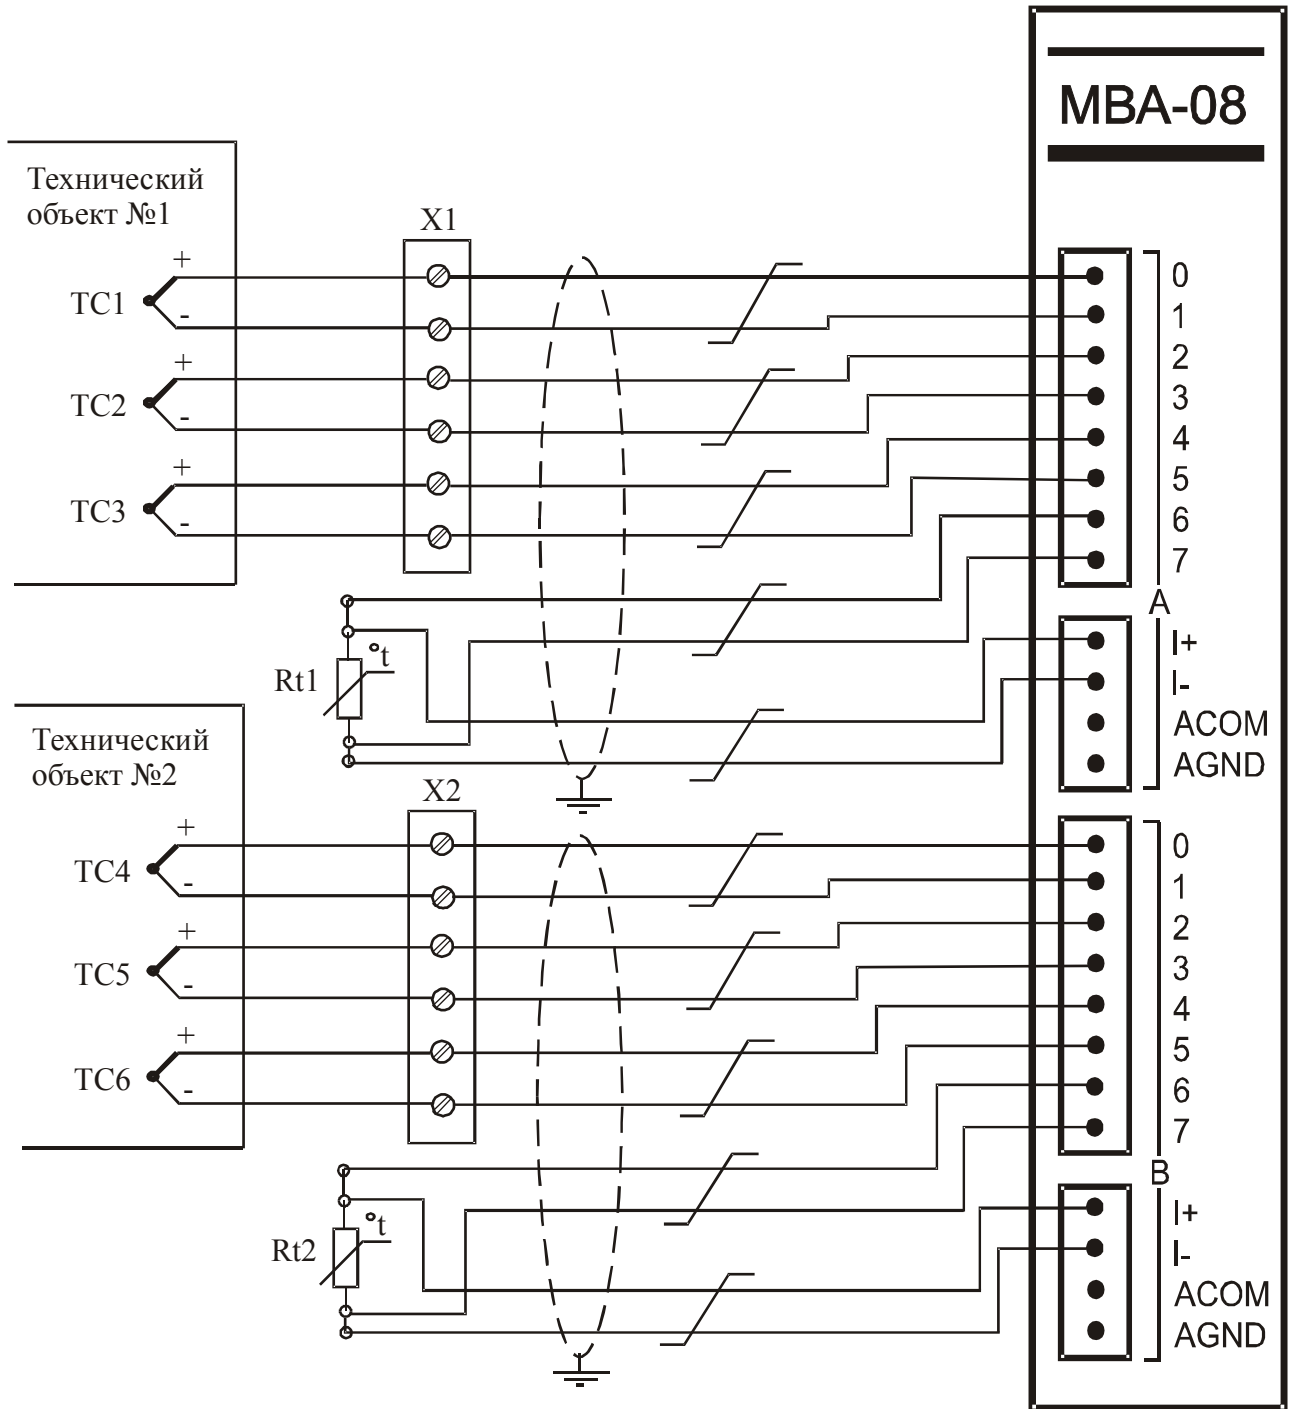 МВА-08
Технический
объект №1
X1
+
TC1
-
+
TC2
-
+
TC3
-
0
1
2
3
4
5
6
7
A
°t
Rt1
I+
I-
ACOM
AGND
Технический
объект №2
X2
+
TC4
-
+
TC5
-
+
TC6
-
0
1
2
3
4
5
6
7
B
°t
Rt2
I+
I-
ACOM
AGND